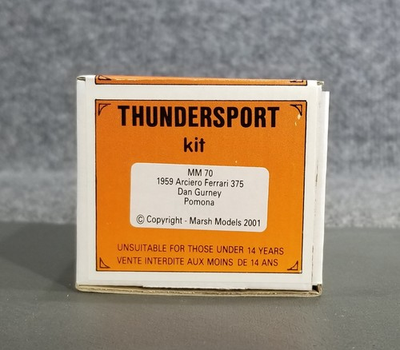 THUNDERSPORT
kit
MM 70
1959 Arciero Ferrari 375
Dan Gurney
Pomona
© Copyright - Marsh Models 2001
UNSUITABLE FOR THOSE UNDER 14 YEARS
VENTE INTERDITE AUX MOINS DE 14 ANS